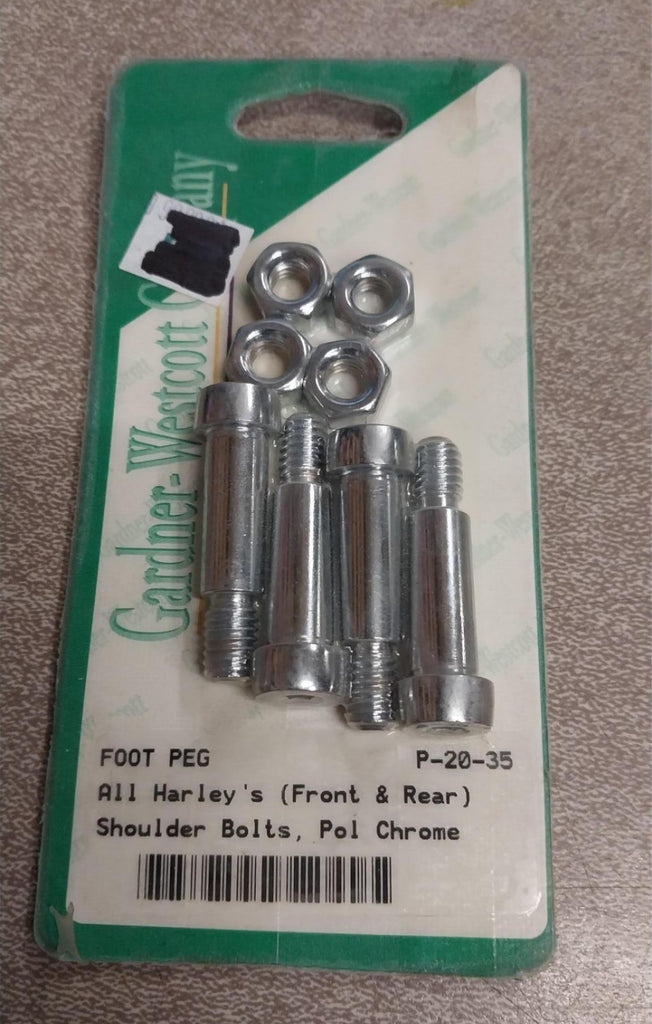 Gardner-Westcott Company
FOOT PEG P-20-35
All Harley's (Front & Rear)
Shoulder Bolts, Pol Chrome